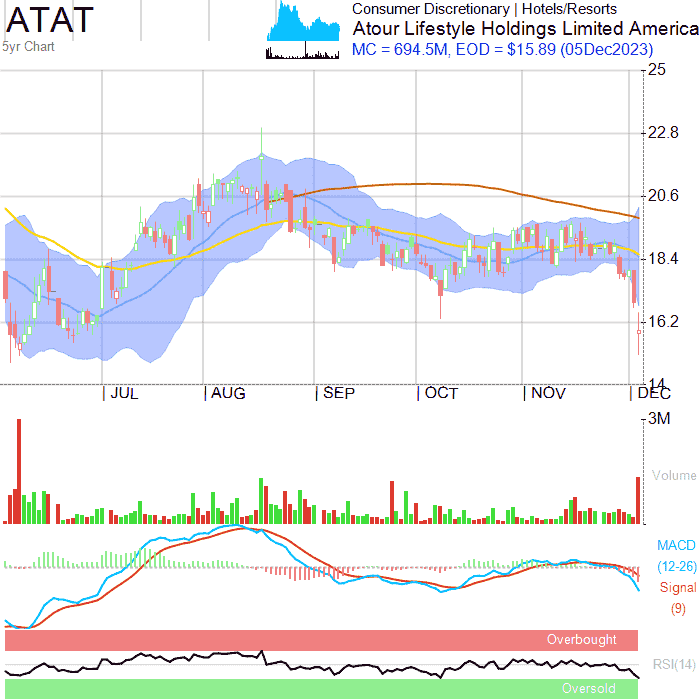 ATAT
5yr Chart
Consumer Discretionary | Hotels/Resorts
Atour Lifestyle Holdings Limited America
MC = 694.5M, EOD = $15.89 (05Dec2023)
25
22.8
20.6
18.4
16.2
14
JUL
AUG
SEP
OCT
NOV
DEC
3M
Volume
MACD
(12-26)
Signal
(9)
Overbought
RSI(14)
Oversold